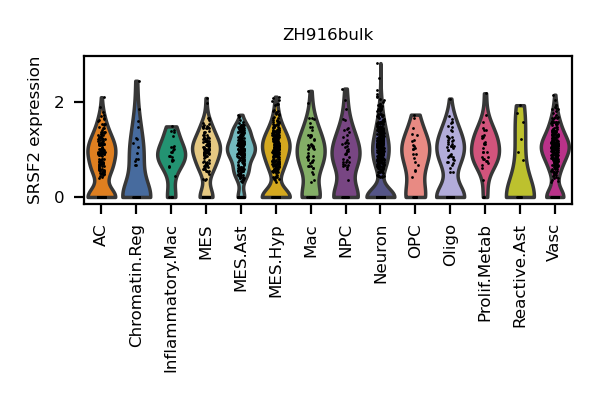 ZH916bulk
SRSF2 expression
2
0
AC
Chromatin.Reg
Inflammatory.Mac
MES
MES.Ast
MES.Hyp
Mac
NPC
Neuron
OPC
Oligo
Prolif.Metab
Reactive.Ast
Vasc